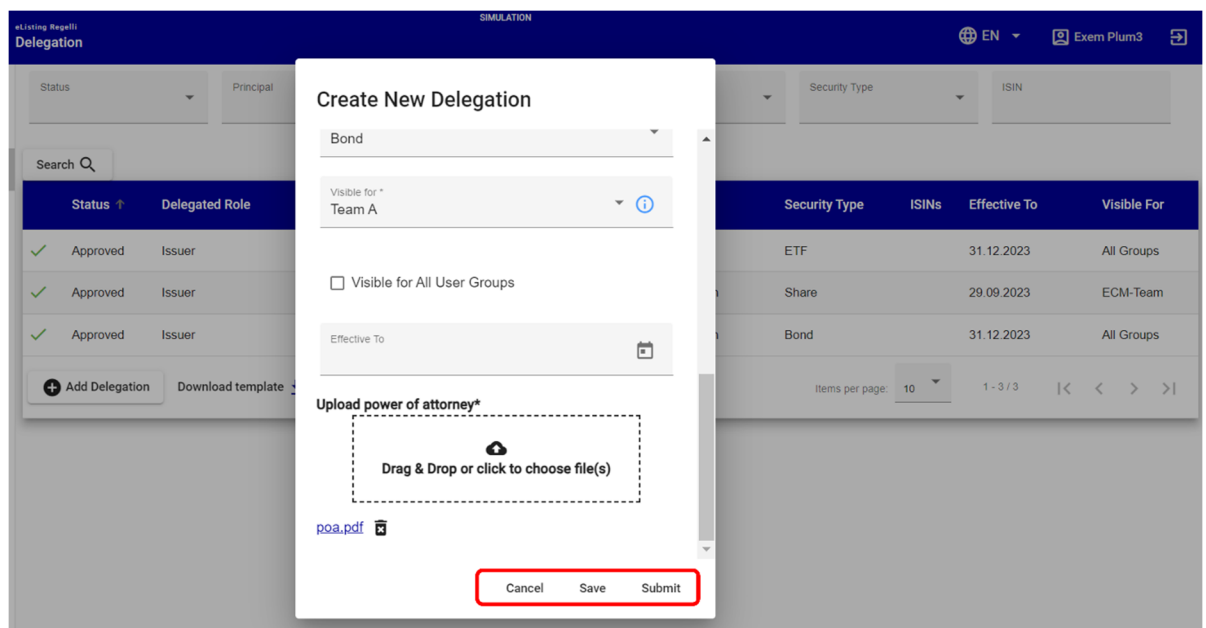 SIMULATION
eListing Regelli
Delegation
EN
Exem Plum3
Status
Principal
Security Type
ISIN
Search
Status Delegated Role Security Type ISINs Effective To Visible For
Approved Issuer ETF 31.12.2023 All Groups
Approved Issuer Share 29.09.2023 ECM-Team
Approved Issuer Bond 31.12.2023 All Groups
Add Delegation Download template
Items per page: 10 1 - 3 / 3
Create New Delegation
Bond
Visible for *
Team A
Visible for All User Groups
Effective To
Upload power of attorney*
Drag & Drop or click to choose file(s)
poa.pdf
Cancel Save Submit